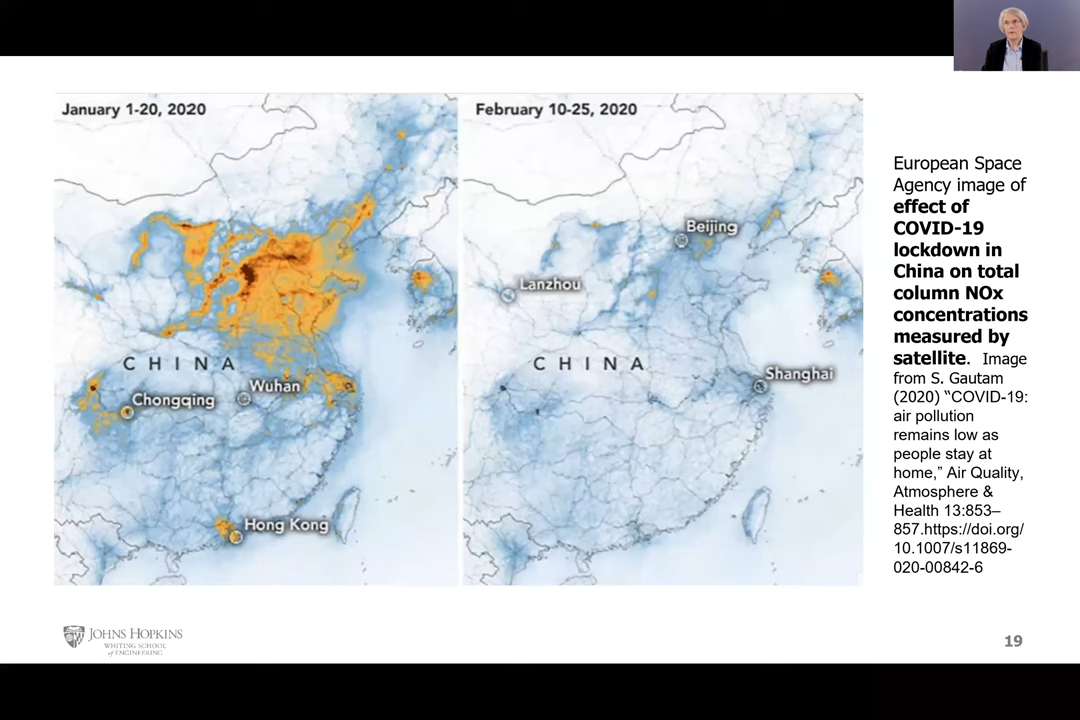 January 1-20, 2020
February 10-25, 2020
Beijing
Lanzhou
CHINA
CHINA
Wuhan
Chongqing
Shanghai
Hong Kong
European Space
Agency image of
effect of
COVID-19
lockdown in
China on total
column NOx
concentrations
measured by
satellite. Image
from S. Gautam
(2020) “COVID-19:
air pollution
remains low as
people stay at
home,” Air Quality,
Atmosphere &
Health 13:853–
857.https://doi.org/
10.1007/s11869-
020-00842-6
JOHNS HOPKINS
WHITING SCHOOL
of ENGINEERING
19